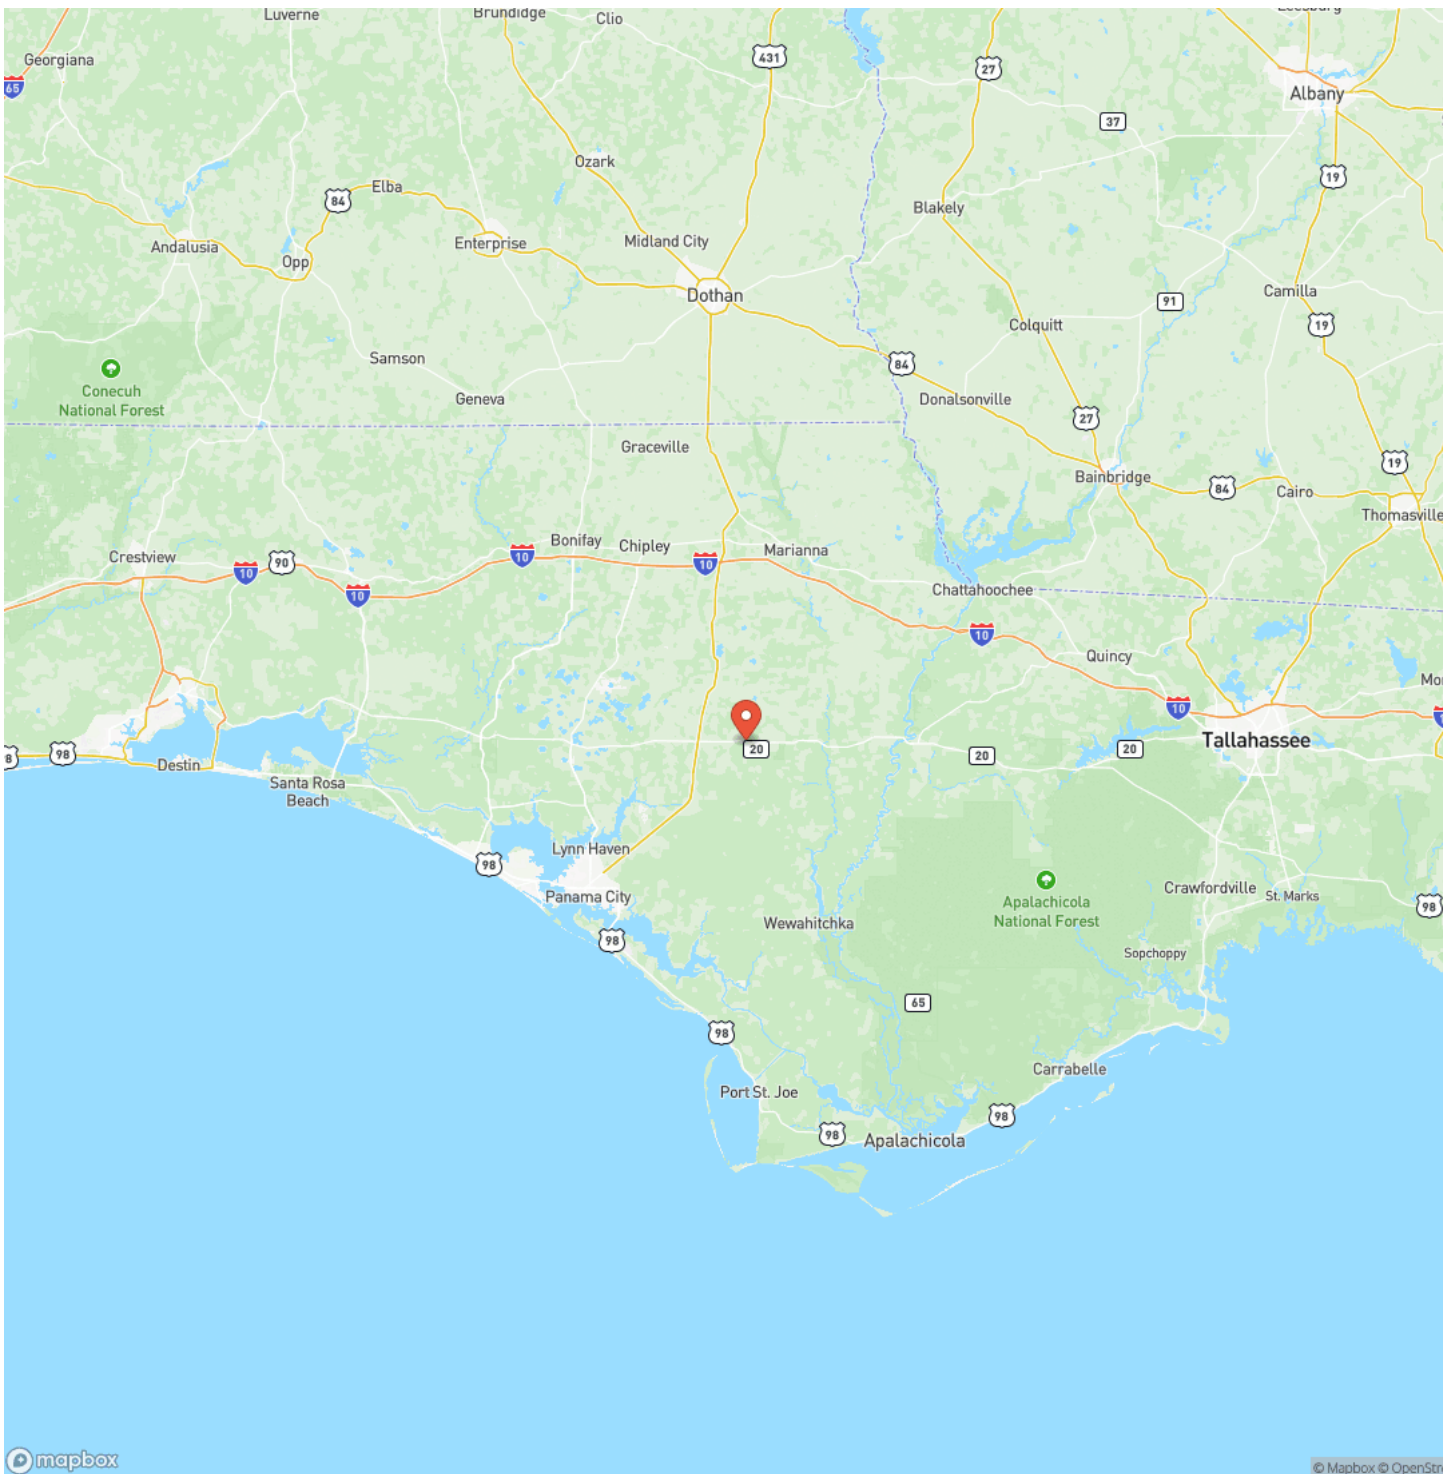 Luverne
Brundidge
Clio
Leesburg
Georgiana
65
431
27
Albany
37
Ozark
19
Elba
84
Blakely
Enterprise
Midland City
Andalusia
Opp
Dothan
91
Camilla
Colquitt
19
Samson
Conecuh
National Forest
84
Geneva
Donalsonville
27
Graceville
19
Bainbridge
84
Cairo
Thomasville
Crestview
90
10
10
10
Bonifay
Chipley
10
Marianna
Chattahoochee
10
Quincy
Mo
10
20
20
20
Tallahassee
98
8
Destin
Santa Rosa
Beach
Lynn Haven
98
Panama City
Apalachicola
National Forest
Crawfordville
St. Marks
98
Wewahitchka
98
Sopchoppy
65
98
Carrabelle
Port St. Joe
98
98
Apalachicola
mapbox
© Mapbox © OpenStr